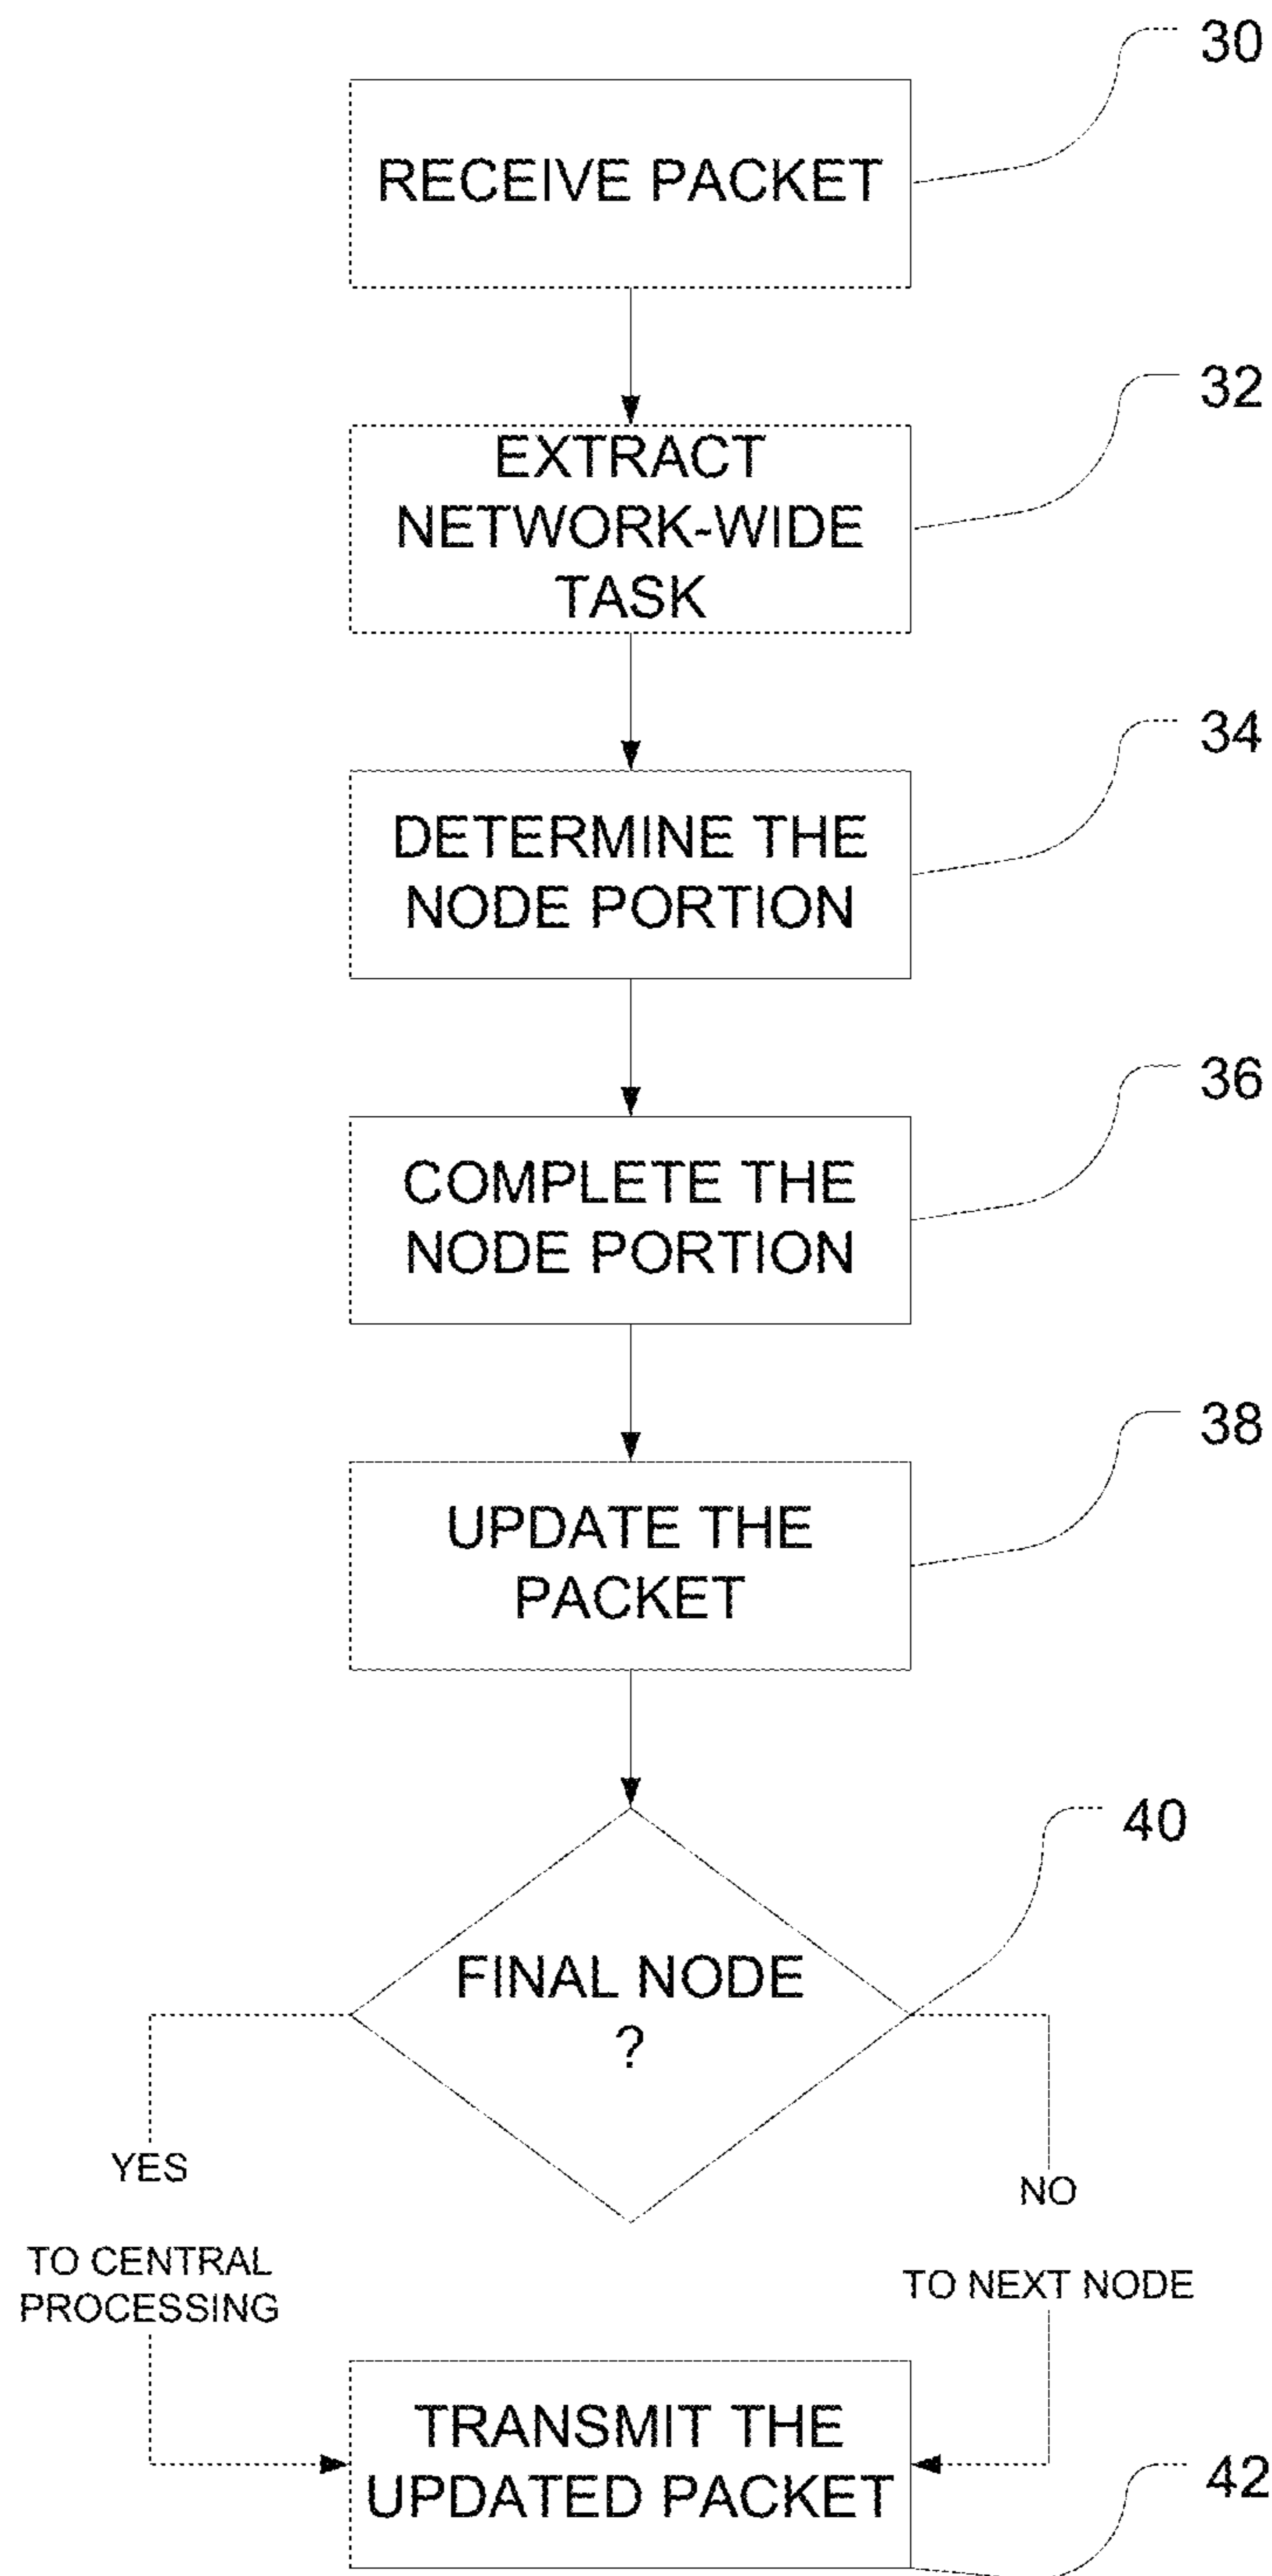 30
RECEIVE PACKET
32
EXTRACT
NETWORK-WIDE
TASK
34
DETERMINE THE
NODE PORTION
36
COMPLETE THE
NODE PORTION
38
UPDATE THE
PACKET
40
FINAL NODE
?
YES
NO
TO CENTRAL
PROCESSING
TO NEXT NODE
TRANSMIT THE
UPDATED PACKET
42